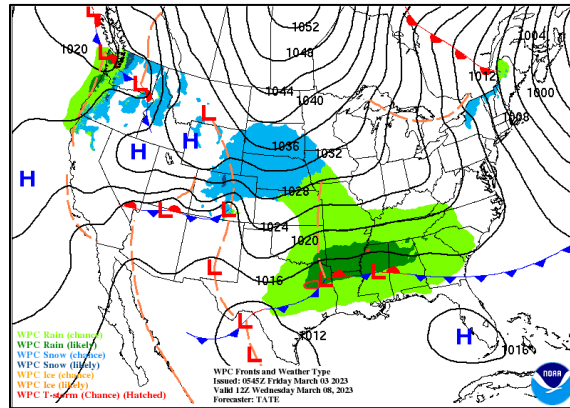 1052
1020
1004
1048
1012
1044
1000
1040
1008
1036
1032
H
H
H
1028
1024
1020
1016
1012
1016
H
L
L
L
L
L
L
L
L
L
L
L
L
WPC Rain (chance)
WPC Rain (likely)
WPC Snow (chance)
WPC Snow (likely)
WPC Ice (chance)
WPC Ice (likely)
WPC T-storm (Chance) (Hatched)
WPC Fronts and Weather Type
Issued: 0545Z Friday March 03 2023
Valid 12Z Wednesday March 08, 2023
Forecaster: TATE
NOAA